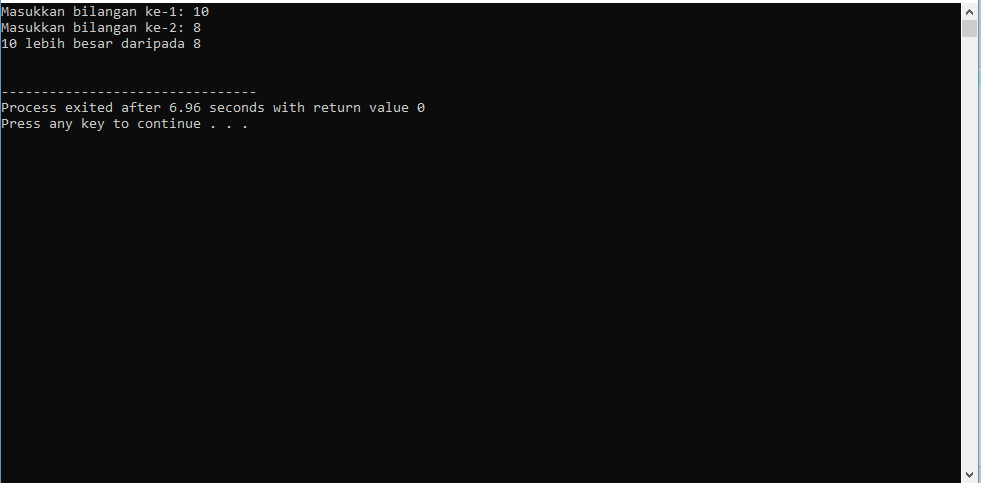 Masukkan bilangan ke-1: 10
Masukkan bilangan ke-2: 8
10 lebih besar daripada 8
--------------------------------
Process exited after 6.96 seconds with return value 0
Press any key to continue . . .